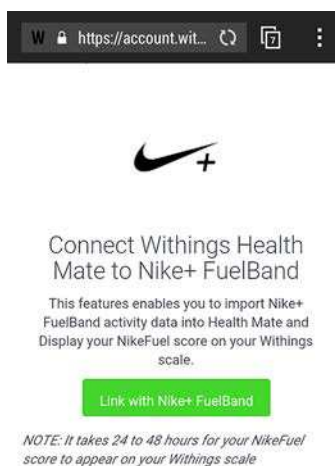 W https://account.wit... 7
+
Connect Withings Health
Mate to Nike+ FuelBand
This features enables you to import Nike+
FuelBand activity data into Health Mate and
Display your NikeFuel score on your Withings
scale.
Link with Nike+ FuelBand
NOTE: It takes 24 to 48 hours for your NikeFuel
score to appear on your Withings scale